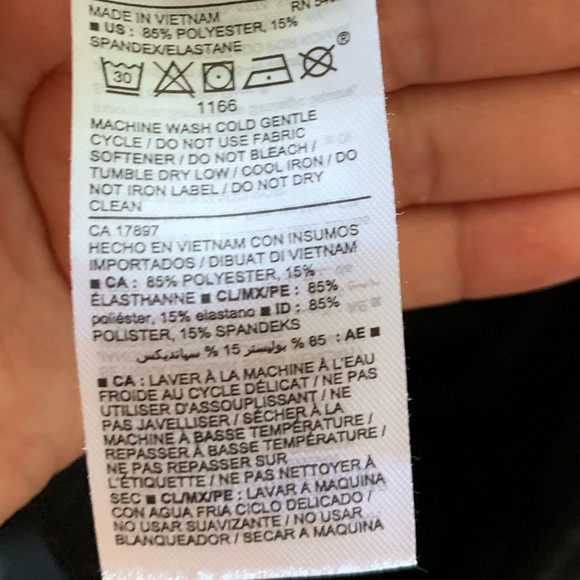 MADE IN VIETNAM RN
■ US : 85% POLYESTER, 15%
SPANDEX/ELASTANE
30 ®
1166
MACHINE WASH COLD GENTLE
CYCLE / DO NOT USE FABRIC
SOFTENER / DO NOT BLEACH /
TUMBLE DRY LOW / COOL IRON / DO
NOT IRON LABEL / DO NOT DRY
CLEAN
CA 17897
HECHO EN VIETNAM CON INSUMOS
IMPORTADOS / DIBUAT DI VIETNAM
■ CA : 85% POLYESTER, 15%
ÉLASTHANNE ■ CL/MX/PE : 85%
poliéster, 15% elastano ■ ID : 85%
POLISTER, 15% SPANDEKS
■ AE : 85 % بوليستر 15 % سباندیکس
■ CA : LAVER À LA MACHINE À L'EAU
FROIDE AU CYCLE DÉLICAT / NE PAS
UTILISER D'ASSOUPLISSANT / NE
PAS JAVELLISER / SÉCHER À LA
MACHINE À BASSE TEMPÉRATURE /
REPASSER À BASSE TEMPÉRATURE /
NE PAS REPASSER SUR
L'ÉTIQUETTE / NE PAS NETTOYER À
SEC ■ CL/MX/PE : LAVAR A MAQUINA
CON AGUA FRIA CICLO DELICADO /
NO USAR SUAVIZANTE / NO USAR
BLANQUEADOR / SECAR A MAQUINA